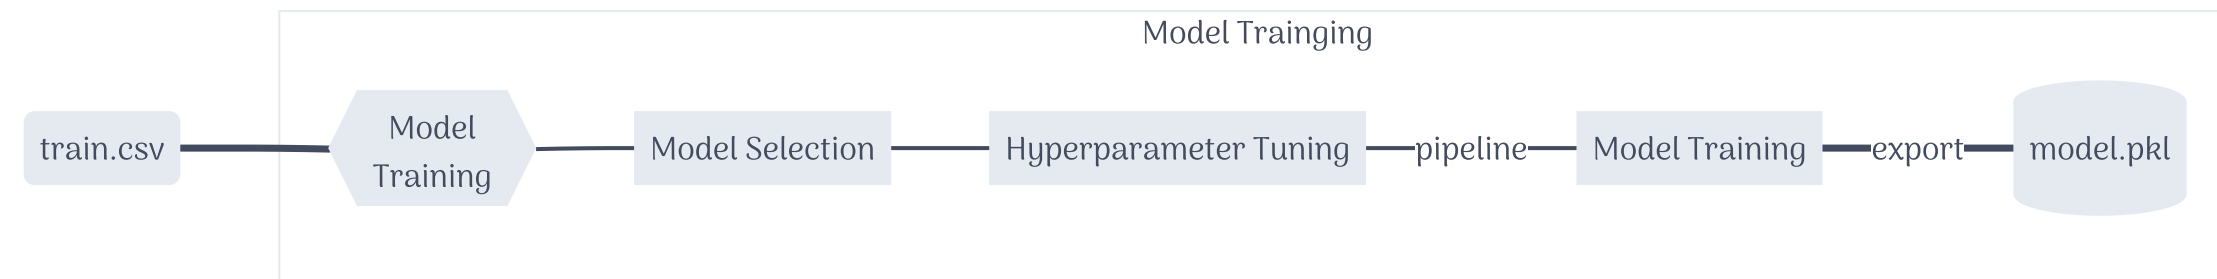 Model Trainging
train.csv
Model
Training
Model Selection
Hyperparameter Tuning
pipeline
Model Training
export
model.pkl